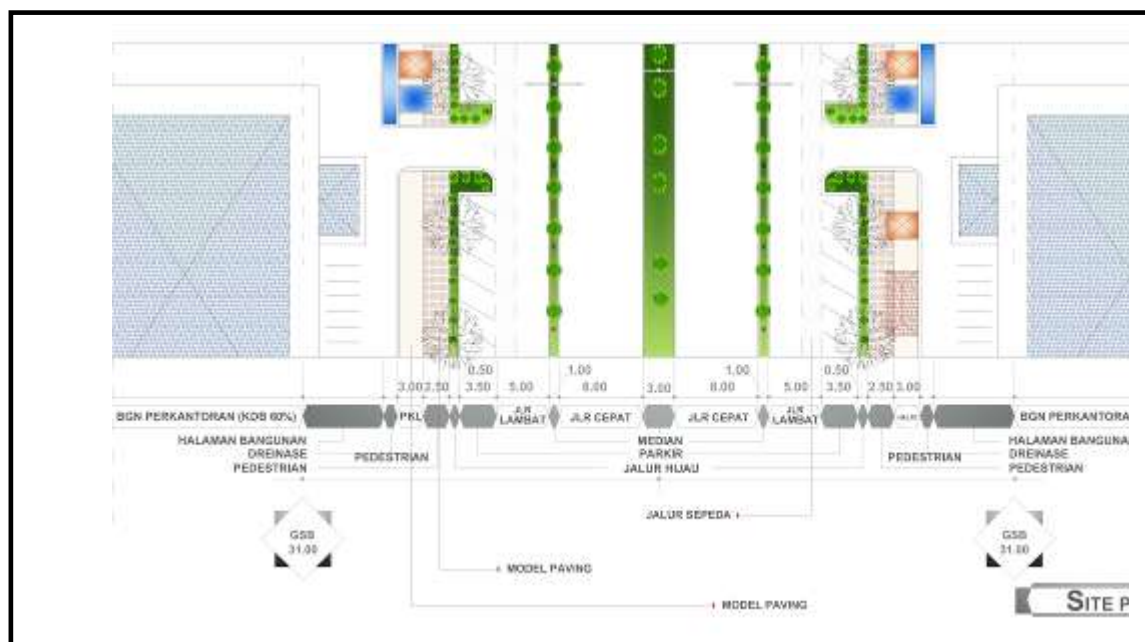 0.50 1.00 1.00 0.50
3.00 2.50 3.50 5.00 8.00 3.00 8.00 5.00 3.50 2.50 3.00
BGN PERKANTORAN (KDB 60%) PKL JLR LAMBAT JLR CEPAT JLR CEPAT JLR LAMBAT BGN PERKANTORA
HALAMAN BANGUNAN MEDIAN HALAMAN BANGUNA
DREINASE PEDESTRIAN PARKIR PEDESTRIAN DREINASE
PEDESTRIAN JALUR HIJAU PEDESTRIAN
JALUR SEPEDA
GSB GSB
31.00 31.00
MODEL PAVING
MODEL PAVING
SITE P